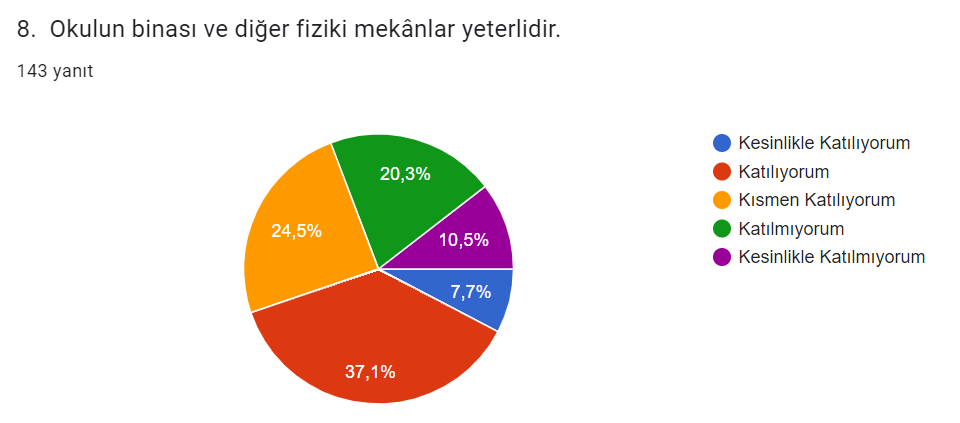 8. Okulun binası ve diğer fiziki mekânlar yeterlidir.
143 yanıt
20,3%
24,5%
10,5%
7,7%
37,1%
Kesinlikle Katılıyorum
Katılıyorum
Kısmen Katılıyorum
Katılmıyorum
Kesinlikle Katılmıyorum